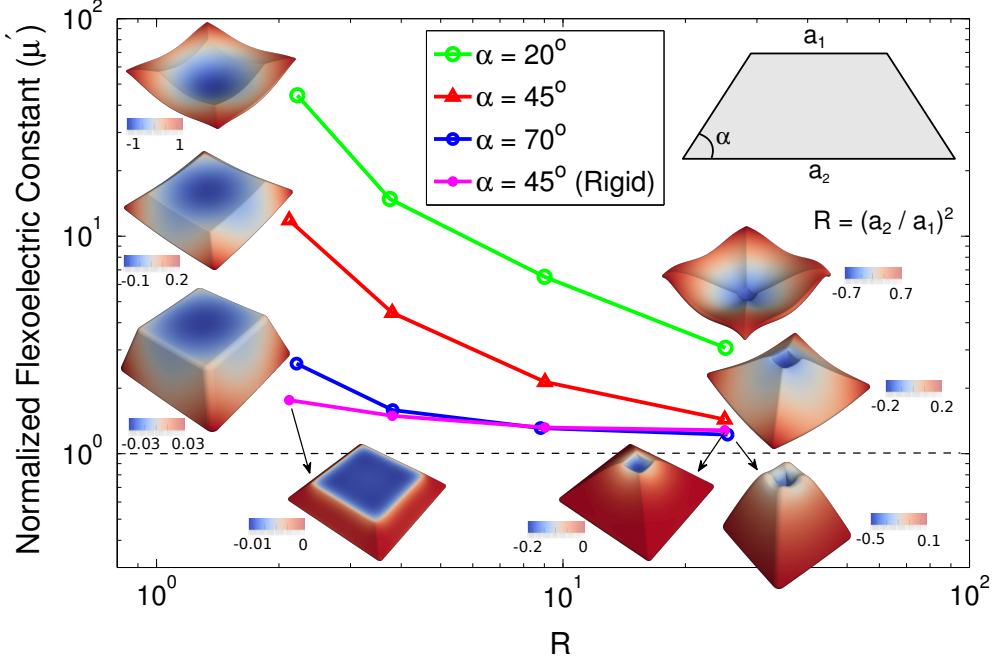 Normalized Flexoelectric Constant (μ´)
10²
10¹
10⁰
α = 20°
α = 45°
α = 70°
α = 45° (Rigid)
a₁
α
a₂
R = (a₂ / a₁)²
-1 1
-0.1 0.2
-0.03 0.03
-0.01 0
-0.2 0
-0.5 0.1
-0.7 0.7
-0.2 0.2
10⁰ 10¹ 10²
R